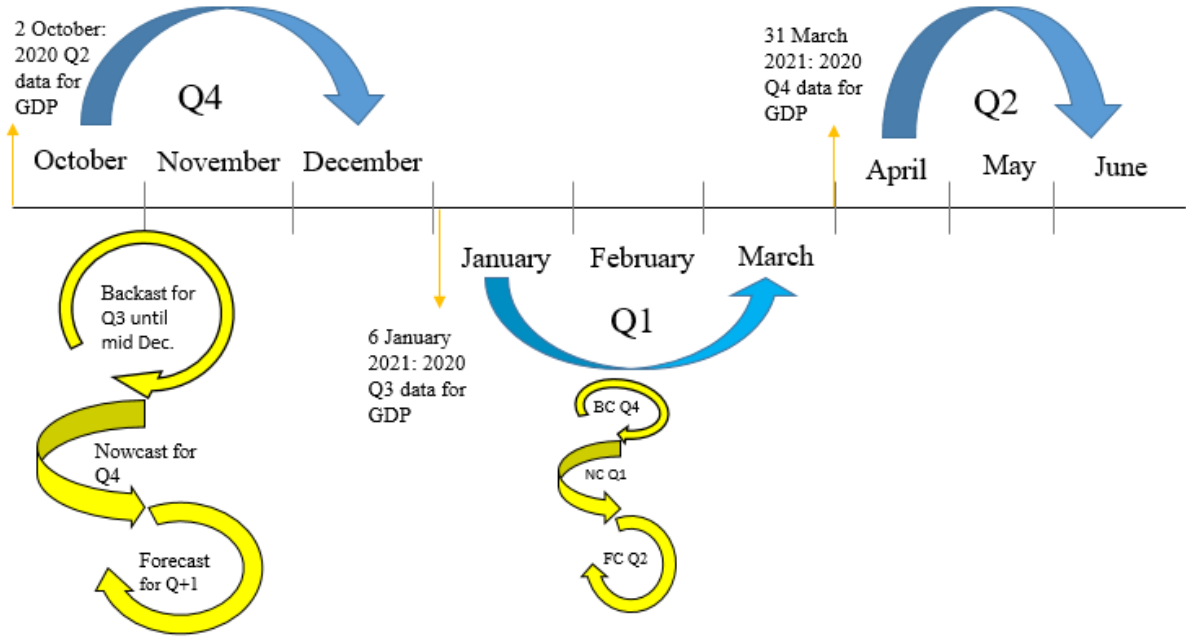 2 October:
2020 Q2
data for
GDP
Q4
October
November
December
31 March
2021: 2020
Q4 data for
GDP
Q2
April
May
June
January
February
March
Q1
6 January
2021: 2020
Q3 data for
GDP
Backast for
Q3 until
mid Dec.
Nowcast for
Q4
Forecast
for Q+1
BC Q4
NC Q1
FC Q2